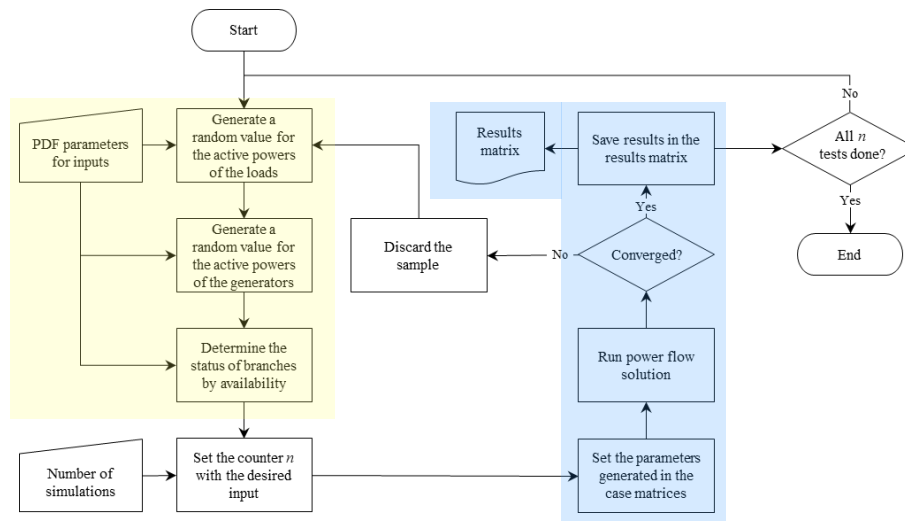 Start
PDF parameters
for inputs
Generate a
random value for
the active powers
of the loads
Generate a
random value for
the active powers
of the generators
Determine the
status of branches
by availability
Number of
simulations
Set the counter n
with the desired
input
Discard the
sample
Results
matrix
Save results in the
results matrix
Yes
No
Converged?
Run power flow
solution
Set the parameters
generated in the
case matrices
No
All n
tests done?
Yes
End